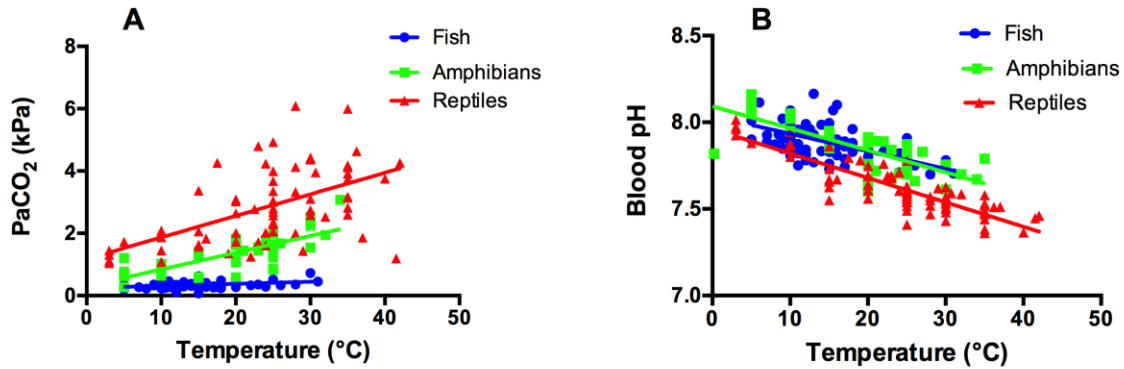 A
Fish
Amphibians
Reptiles
PaCO₂ (kPa)
8
6
4
2
0
0 10 20 30 40 50
Temperature (°C)
B
Fish
Amphibians
Reptiles
Blood pH
8.5
8.0
7.5
7.0
0 10 20 30 40 50
Temperature (°C)